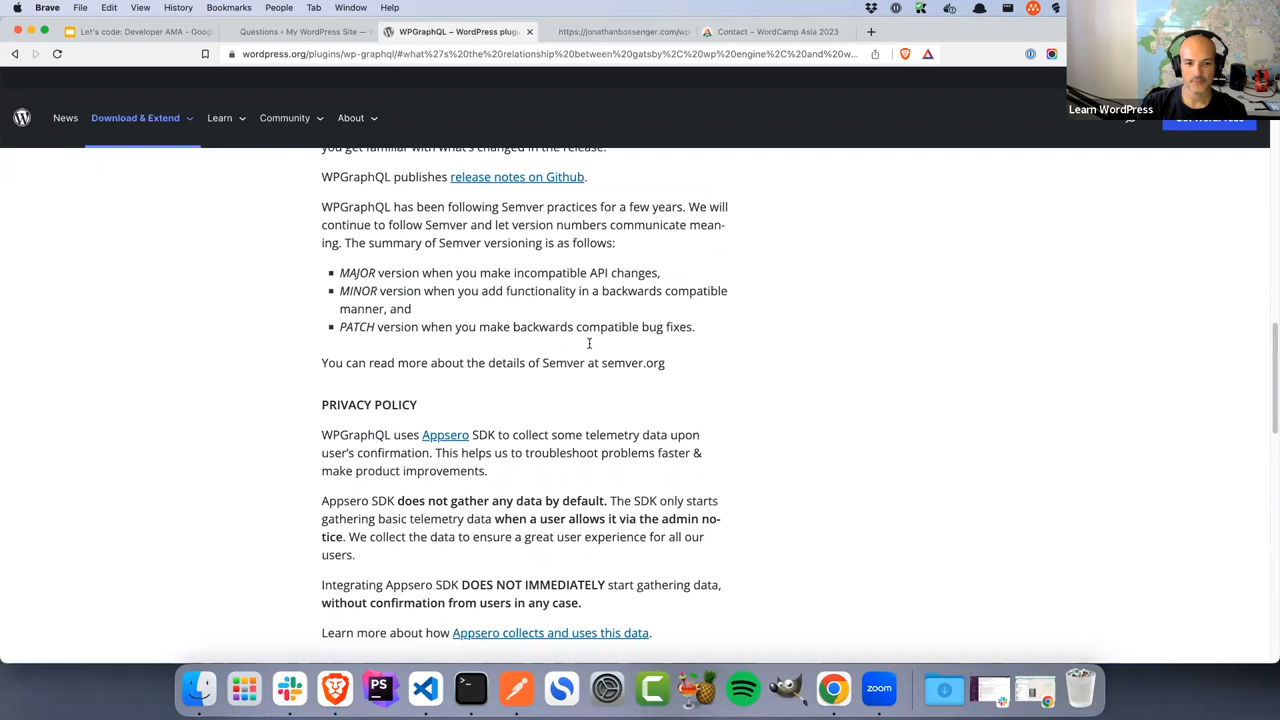 Brave File Edit View History Bookmarks People Tab Window Help
Let's code: Developer AMA - Goog
Questions ‹ My WordPress Site — W
WPGraphQL – WordPress plugi
https://jonathanbossenger.com/wp-
Contact – WordCamp Asia 2023
wordpress.org/plugins/wp-graphql/#what%27s%20the%20relationship%20between%20gatsby%2C%20wp%20engine%2C%20and%20w...
Learn WordPress
News Download & Extend Learn Community About
you get familiar with what's changed in the release.
WPGraphQL publishes release notes on Github.
WPGraphQL has been following Semver practices for a few years. We will
continue to follow Semver and let version numbers communicate mean-
ing. The summary of Semver versioning is as follows:
▪ MAJOR version when you make incompatible API changes,
▪ MINOR version when you add functionality in a backwards compatible
manner, and
▪ PATCH version when you make backwards compatible bug fixes.
You can read more about the details of Semver at semver.org
PRIVACY POLICY
WPGraphQL uses Appsero SDK to collect some telemetry data upon
user's confirmation. This helps us to troubleshoot problems faster &
make product improvements.
Appsero SDK does not gather any data by default. The SDK only starts
gathering basic telemetry data when a user allows it via the admin no-
tice. We collect the data to ensure a great user experience for all our
users.
Integrating Appsero SDK DOES NOT IMMEDIATELY start gathering data,
without confirmation from users in any case.
Learn more about how Appsero collects and uses this data.
PS
zoom